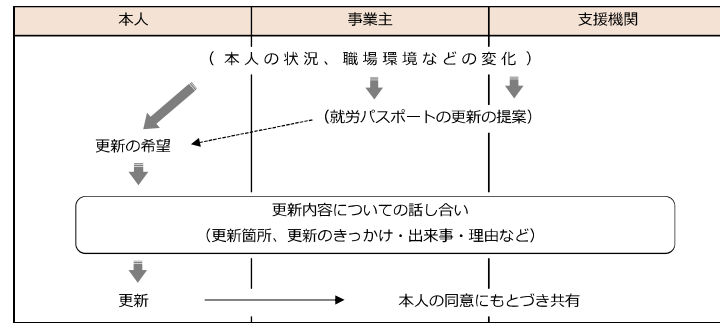 本人 事業主 支援機関
(本人の状況、職場環境などの変化)
(就労パスポートの更新の提案)
更新の希望
更新内容についての話し合い
(更新箇所、更新のきっかけ・出来事・理由など)
更新 本人の同意にもとづき共有